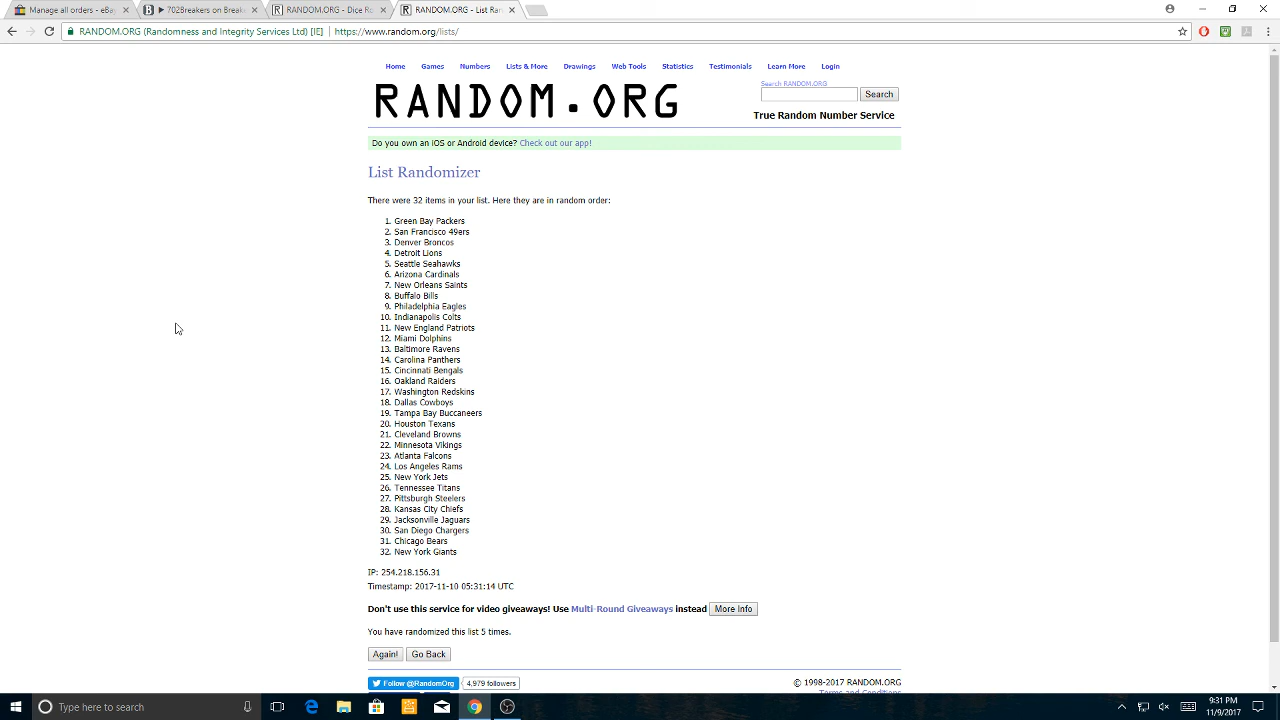 Manage all orders - eBay
▶ 702Breakers on Breake
RANDOM.ORG - Dice Ro
RANDOM.ORG - List Ran
RANDOM.ORG (Randomness and Integrity Services Ltd) [IE] | https://www.random.org/lists/
Home Games Numbers Lists & More Drawings Web Tools Statistics Testimonials Learn More Login
Search RANDOM.ORG
RANDOM.ORG
Search
True Random Number Service
Do you own an iOS or Android device? Check out our app!
List Randomizer
There were 32 items in your list. Here they are in random order:
1. Green Bay Packers
2. San Francisco 49ers
3. Denver Broncos
4. Detroit Lions
5. Seattle Seahawks
6. Arizona Cardinals
7. New Orleans Saints
8. Buffalo Bills
9. Philadelphia Eagles
10. Indianapolis Colts
11. New England Patriots
12. Miami Dolphins
13. Baltimore Ravens
14. Carolina Panthers
15. Cincinnati Bengals
16. Oakland Raiders
17. Washington Redskins
18. Dallas Cowboys
19. Tampa Bay Buccaneers
20. Houston Texans
21. Cleveland Browns
22. Minnesota Vikings
23. Atlanta Falcons
24. Los Angeles Rams
25. New York Jets
26. Tennessee Titans
27. Pittsburgh Steelers
28. Kansas City Chiefs
29. Jacksonville Jaguars
30. San Diego Chargers
31. Chicago Bears
32. New York Giants
IP: 254.218.156.31
Timestamp: 2017-11-10 05:31:14 UTC
Don't use this service for video giveaways! Use Multi-Round Giveaways instead More Info
You have randomized this list 5 times.
Again! Go Back
Follow @RandomOrg 4,979 followers
© 1998-2017 RANDOM.ORG
Terms and Conditions
Type here to search
9:31 PM
11/9/2017